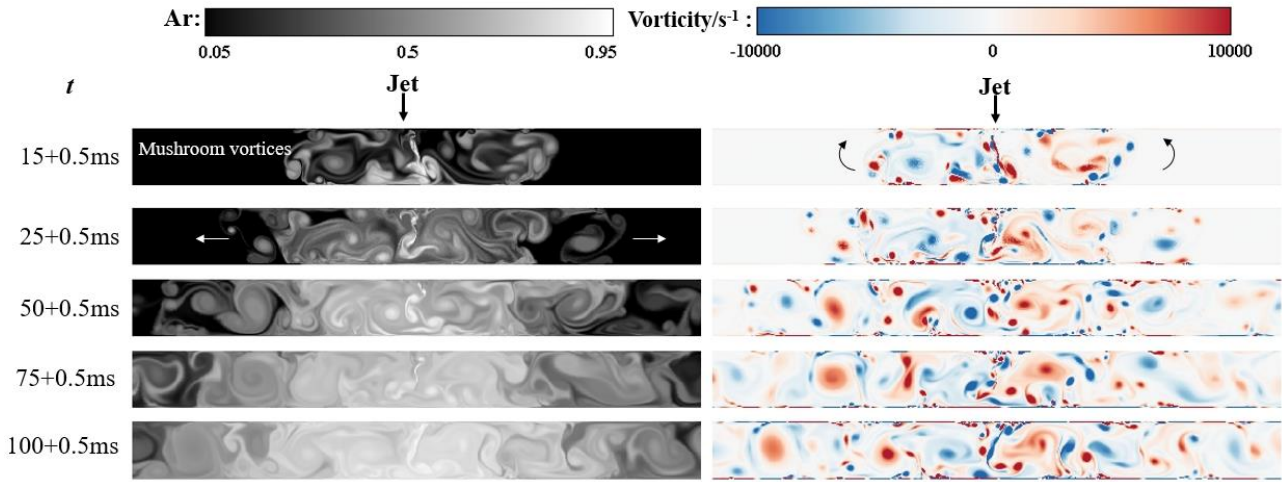 Ar:
0.05 0.5 0.95
Vorticity/s⁻¹ :
-10000 0 10000
t
Jet
Jet
15+0.5ms
Mushroom vortices
25+0.5ms
50+0.5ms
75+0.5ms
100+0.5ms